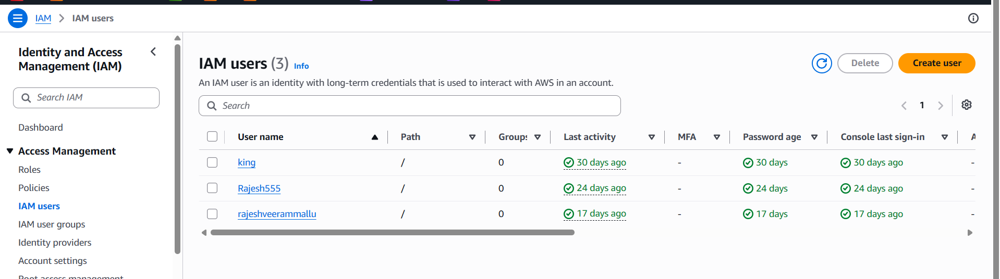 IAM > IAM users
Identity and Access
Management (IAM)
Search IAM
Dashboard
Access Management
Roles
Policies
IAM users
IAM user groups
Identity providers
Account settings
Root access management
IAM users (3) Info
Delete
Create user
An IAM user is an identity with long-term credentials that is used to interact with AWS in an account.
Search
1
User name Path Groups Last activity MFA Password age Console last sign-in A
king / 0 30 days ago - 30 days 30 days ago -
Rajesh555 / 0 24 days ago - 24 days 24 days ago -
rajeshveerammallu / 0 17 days ago - 17 days 17 days ago -